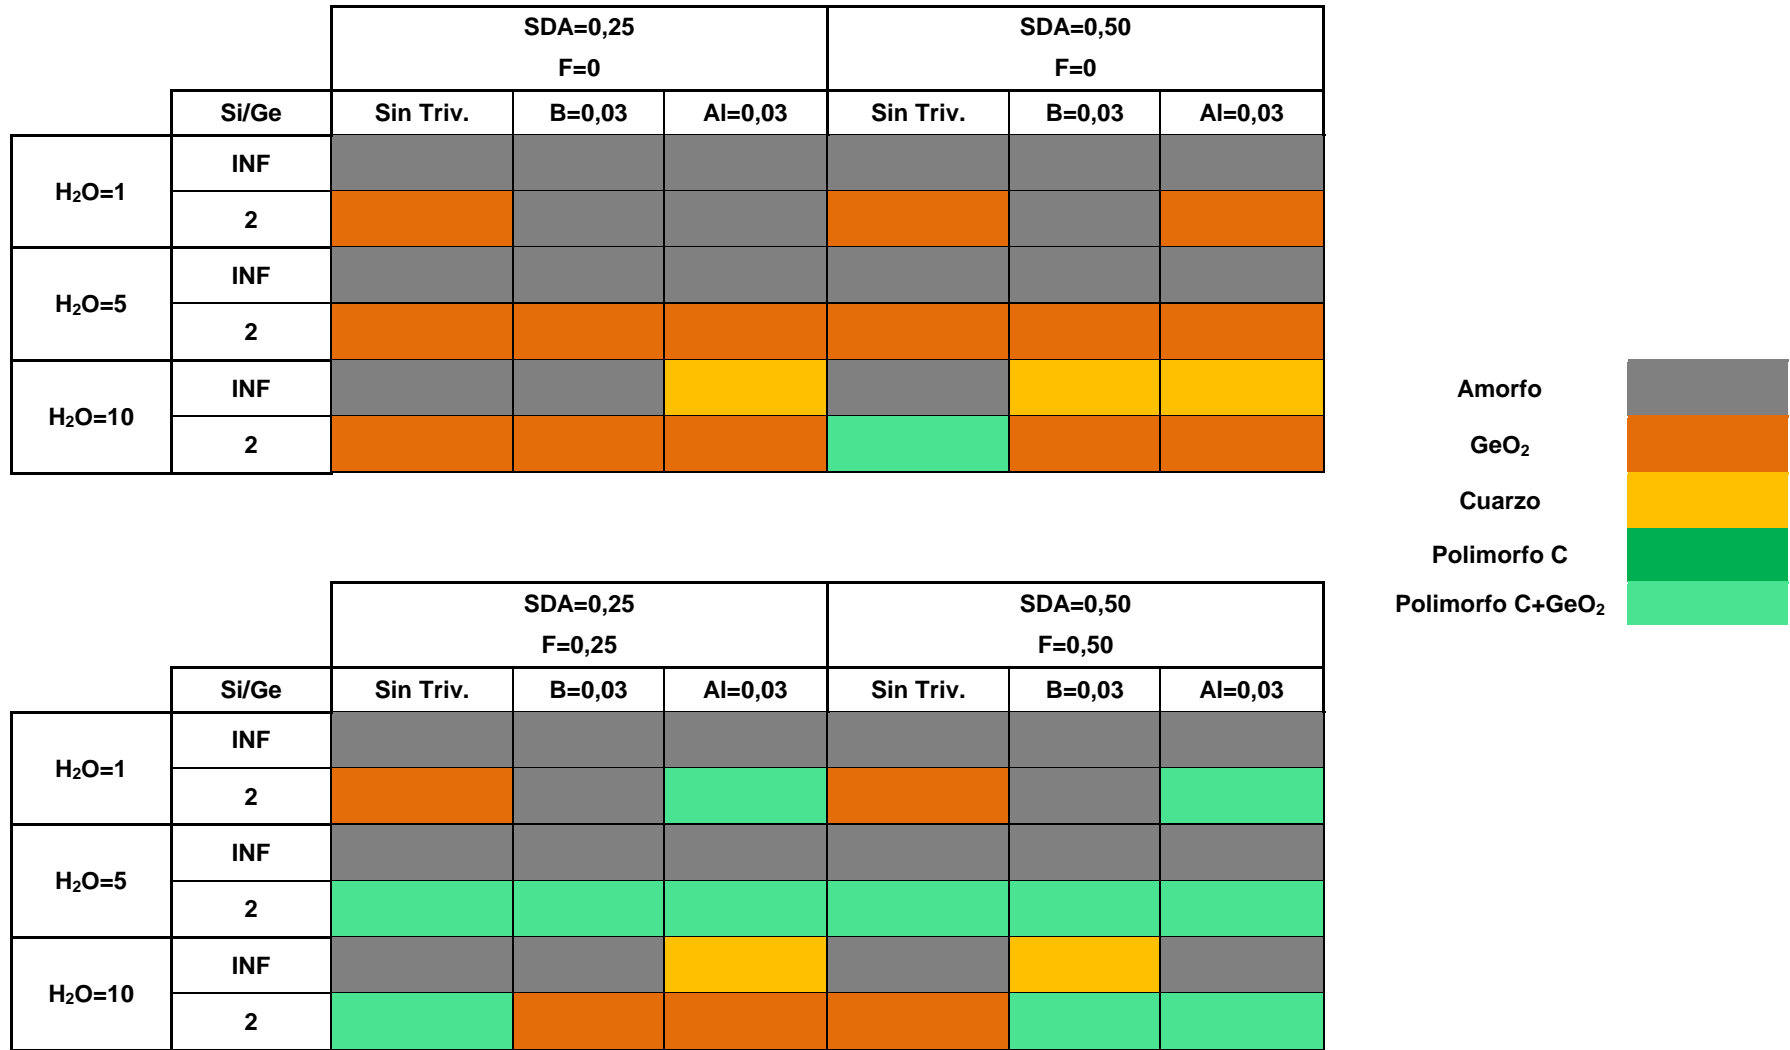 SDA=0,25 SDA=0,50
F=0 F=0
Si/Ge Sin Triv. B=0,03 Al=0,03 Sin Triv. B=0,03 Al=0,03
H₂O=1 INF
2
H₂O=5 INF
2
H₂O=10 INF
2
Amorfo
GeO₂
Cuarzo
Polimorfo C
Polimorfo C+GeO₂
SDA=0,25 SDA=0,50
F=0,25 F=0,50
Si/Ge Sin Triv. B=0,03 Al=0,03 Sin Triv. B=0,03 Al=0,03
H₂O=1 INF
2
H₂O=5 INF
2
H₂O=10 INF
2